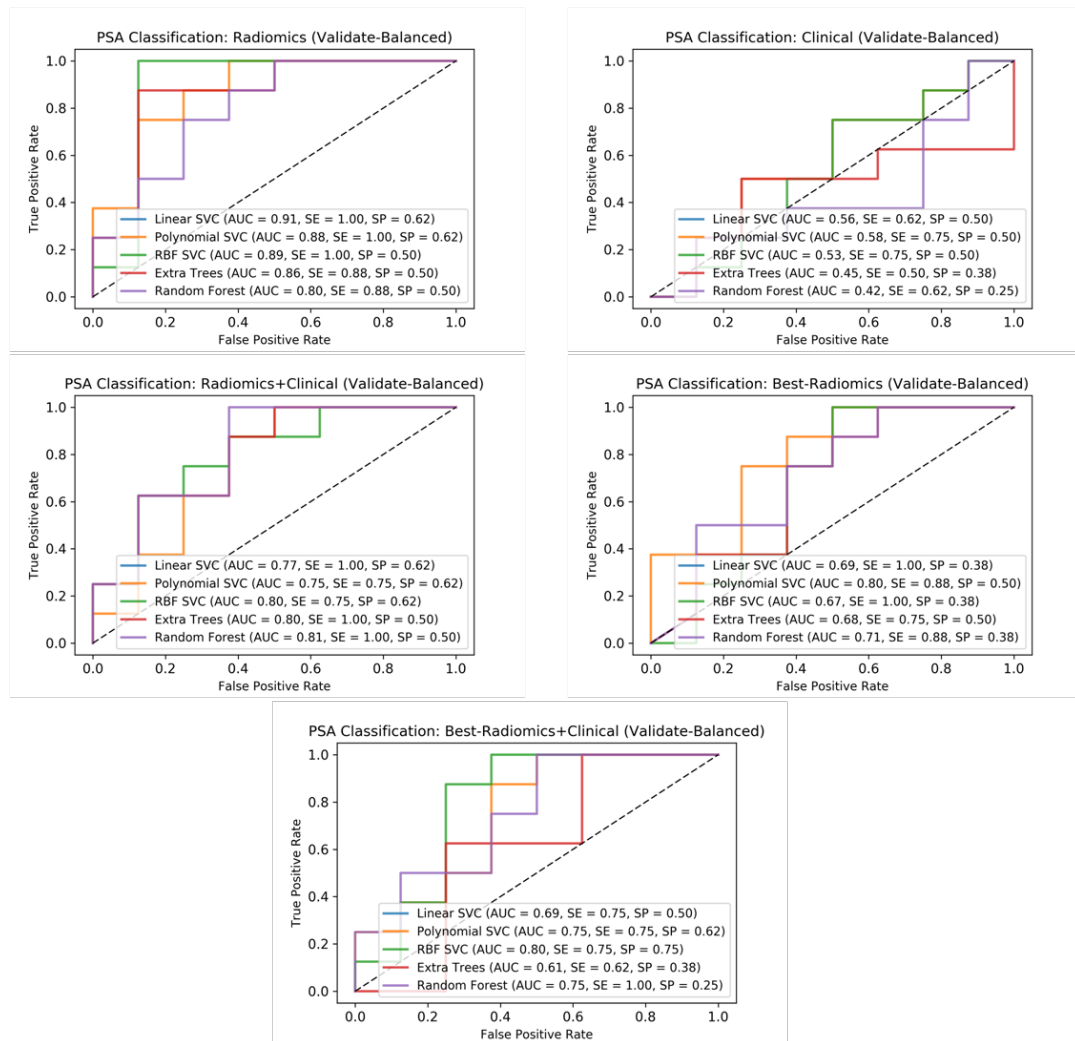 PSA Classification: Radiomics (Validate-Balanced)
True Positive Rate
1.0
0.8
0.6
0.4
0.2
0.0
Linear SVC (AUC = 0.91, SE = 1.00, SP = 0.62)
Polynomial SVC (AUC = 0.88, SE = 1.00, SP = 0.62)
RBF SVC (AUC = 0.89, SE = 1.00, SP = 0.50)
Extra Trees (AUC = 0.86, SE = 0.88, SP = 0.50)
Random Forest (AUC = 0.80, SE = 0.88, SP = 0.50)
0.0 0.2 0.4 0.6 0.8 1.0
False Positive Rate
PSA Classification: Clinical (Validate-Balanced)
True Positive Rate
1.0
0.8
0.6
0.4
0.2
0.0
Linear SVC (AUC = 0.56, SE = 0.62, SP = 0.50)
Polynomial SVC (AUC = 0.58, SE = 0.75, SP = 0.50)
RBF SVC (AUC = 0.53, SE = 0.75, SP = 0.50)
Extra Trees (AUC = 0.45, SE = 0.50, SP = 0.38)
Random Forest (AUC = 0.42, SE = 0.62, SP = 0.25)
0.0 0.2 0.4 0.6 0.8 1.0
False Positive Rate
PSA Classification: Radiomics+Clinical (Validate-Balanced)
True Positive Rate
1.0
0.8
0.6
0.4
0.2
0.0
Linear SVC (AUC = 0.77, SE = 1.00, SP = 0.62)
Polynomial SVC (AUC = 0.75, SE = 0.75, SP = 0.62)
RBF SVC (AUC = 0.80, SE = 0.75, SP = 0.62)
Extra Trees (AUC = 0.80, SE = 1.00, SP = 0.50)
Random Forest (AUC = 0.81, SE = 1.00, SP = 0.50)
0.0 0.2 0.4 0.6 0.8 1.0
False Positive Rate
PSA Classification: Best-Radiomics (Validate-Balanced)
True Positive Rate
1.0
0.8
0.6
0.4
0.2
0.0
Linear SVC (AUC = 0.69, SE = 1.00, SP = 0.38)
Polynomial SVC (AUC = 0.80, SE = 0.88, SP = 0.50)
RBF SVC (AUC = 0.67, SE = 1.00, SP = 0.38)
Extra Trees (AUC = 0.68, SE = 0.75, SP = 0.50)
Random Forest (AUC = 0.71, SE = 0.88, SP = 0.38)
0.0 0.2 0.4 0.6 0.8 1.0
False Positive Rate
PSA Classification: Best-Radiomics+Clinical (Validate-Balanced)
True Positive Rate
1.0
0.8
0.6
0.4
0.2
0.0
Linear SVC (AUC = 0.69, SE = 0.75, SP = 0.50)
Polynomial SVC (AUC = 0.75, SE = 0.75, SP = 0.62)
RBF SVC (AUC = 0.80, SE = 0.75, SP = 0.75)
Extra Trees (AUC = 0.61, SE = 0.62, SP = 0.38)
Random Forest (AUC = 0.75, SE = 1.00, SP = 0.25)
0.0 0.2 0.4 0.6 0.8 1.0
False Positive Rate